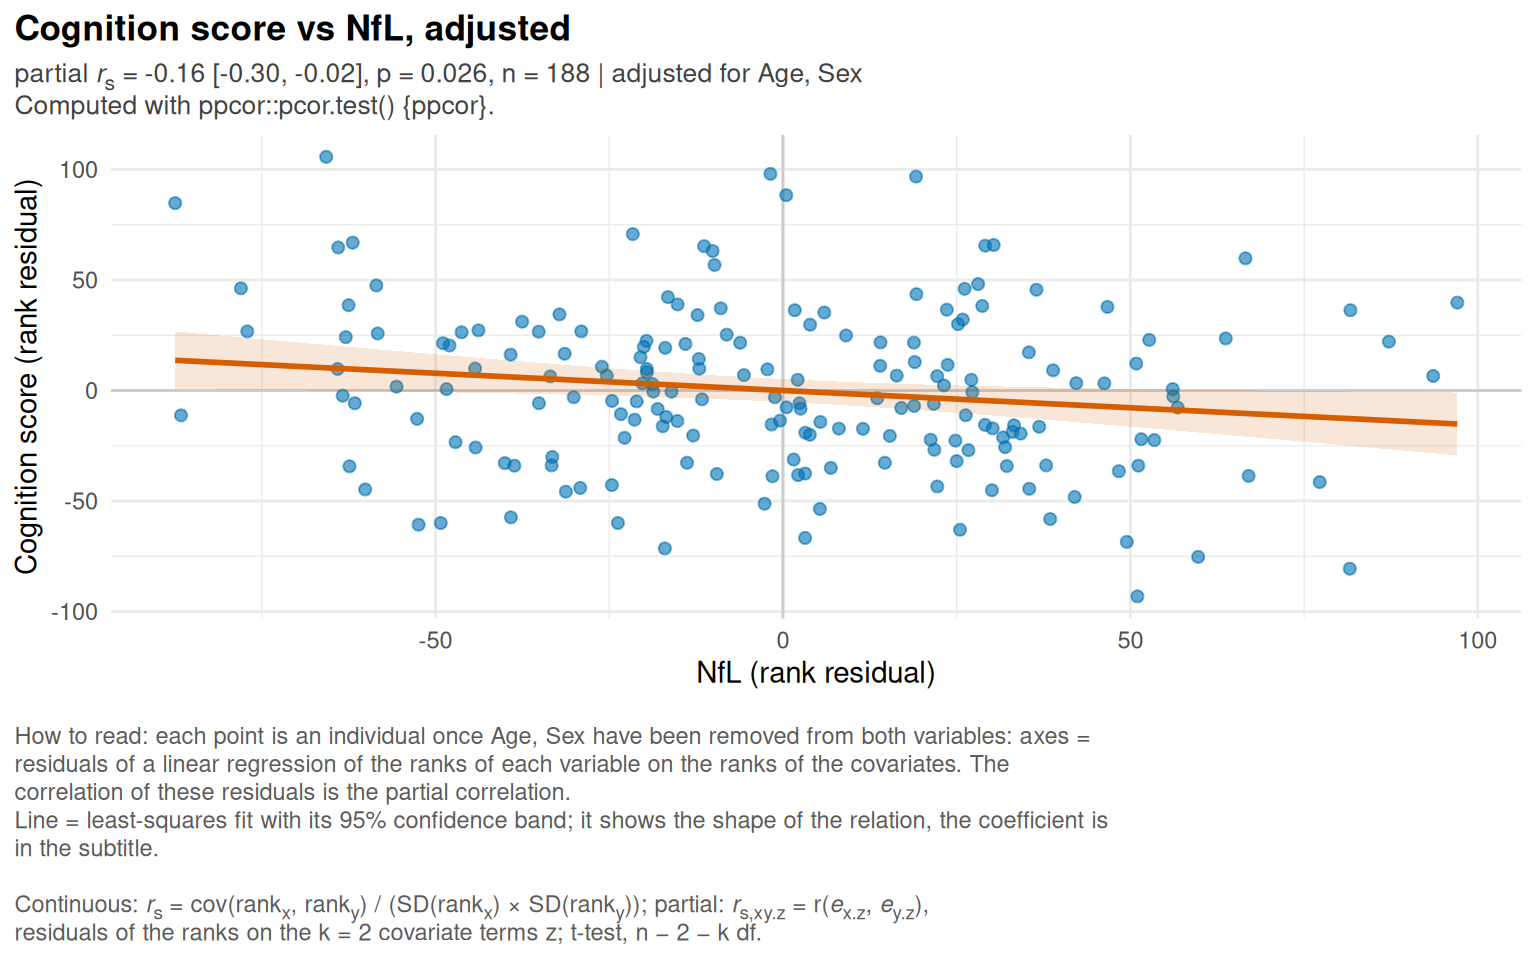 Cognition score vs NfL, adjusted
partial rs = -0.16 [-0.30, -0.02], p = 0.026, n = 188 | adjusted for Age, Sex
Computed with ppcor::pcor.test() {ppcor}.
Cognition score (rank residual)
100
50
0
-50
-100
-50
0
50
100
NfL (rank residual)
How to read: each point is an individual once Age, Sex have been removed from both variables: axes =
residuals of a linear regression of the ranks of each variable on the ranks of the covariates. The
correlation of these residuals is the partial correlation.
Line = least-squares fit with its 95% confidence band; it shows the shape of the relation, the coefficient is
in the subtitle.
Continuous: rs = cov(rankx, ranky) / (SD(rankx) × SD(ranky)); partial: rs,xy.z = r(ex.z, ey.z),
residuals of the ranks on the k = 2 covariate terms z; t-test, n − 2 − k df.